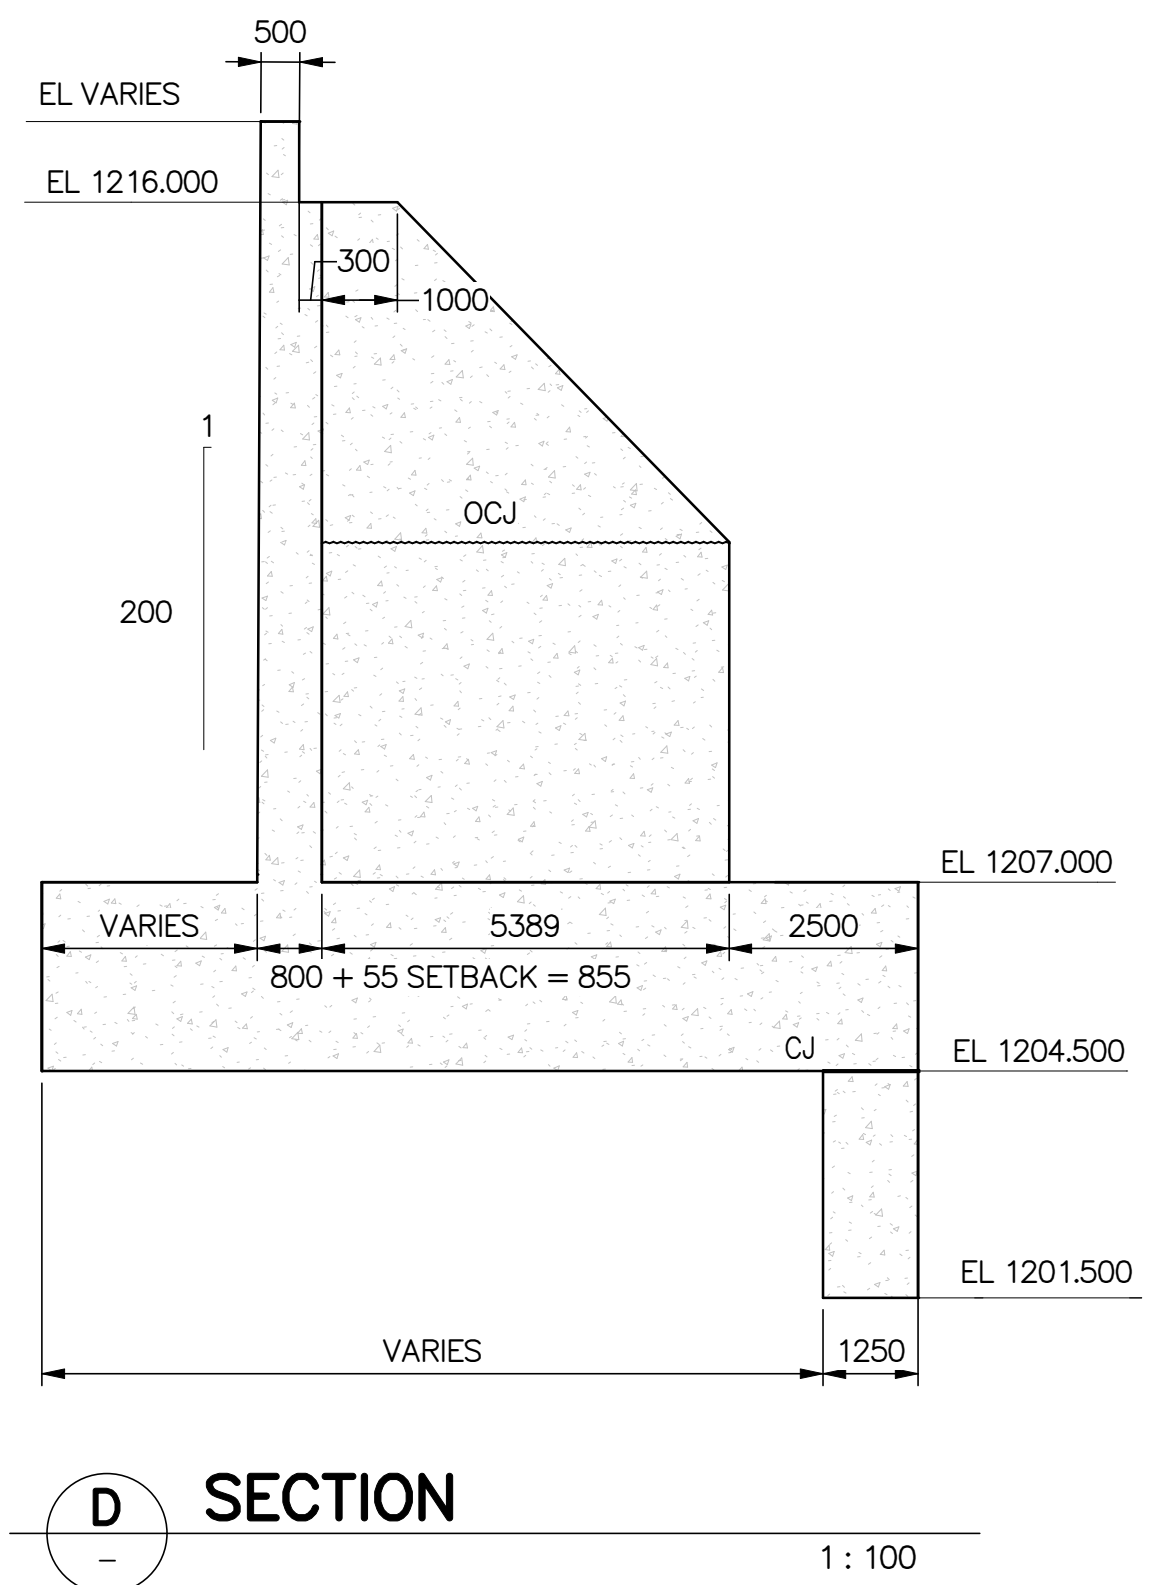 500
EL VARIES
EL 1216.000
300
1000
1
OCJ
200
EL 1207.000
VARIES
5389
2500
800 + 55 SETBACK = 855
CJ
EL 1204.500
EL 1201.500
VARIES
1250
D
SECTION
-
1 : 100